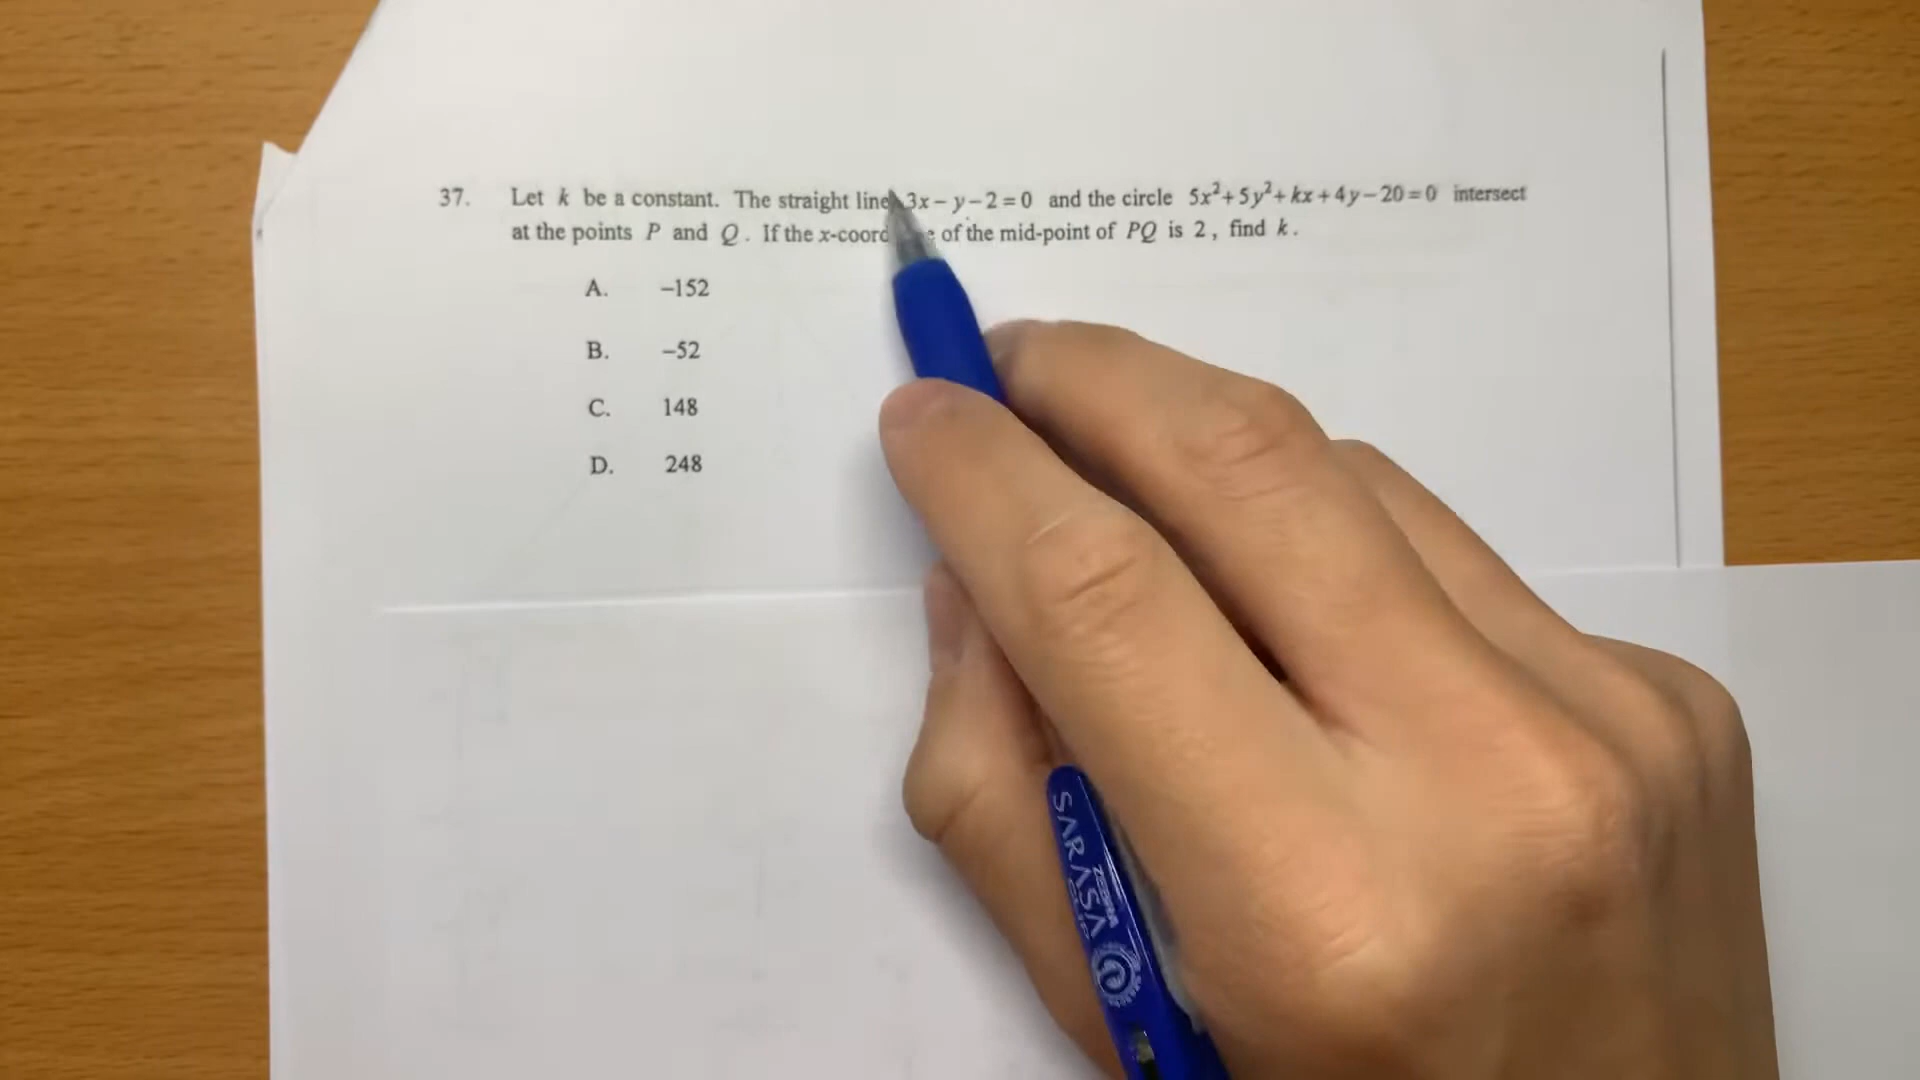 37. Let k be a constant. The straight line 3x – y – 2 = 0 and the circle 5x²+5y²+kx+4y–20=0 intersect
at the points P and Q. If the x-coord of the mid-point of PQ is 2, find k.
A. –152
B. –52
C. 148
D. 248
SARASA
ZEBRA
CLIP